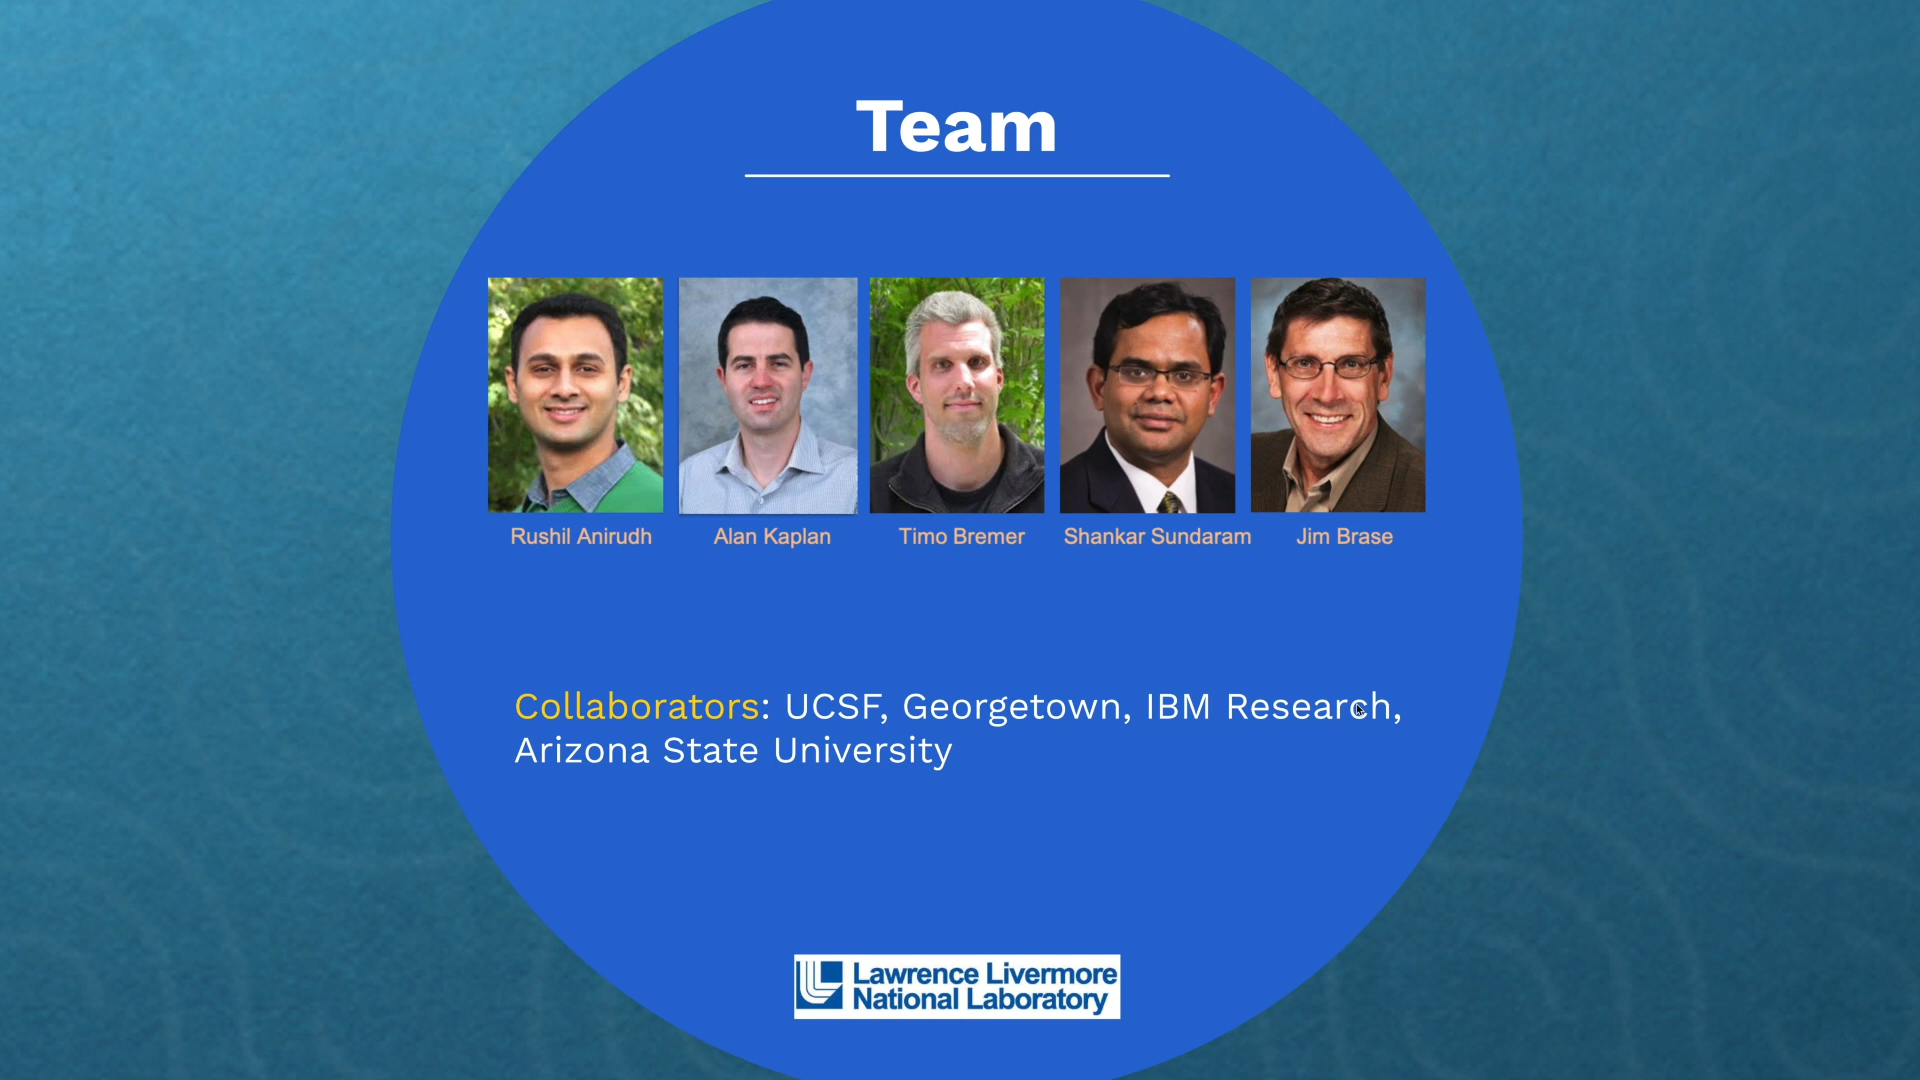 Team
Rushil Anirudh
Alan Kaplan
Timo Bremer
Shankar Sundaram
Jim Brase
Collaborators: UCSF, Georgetown, IBM Research,
Arizona State University
Lawrence Livermore
National Laboratory